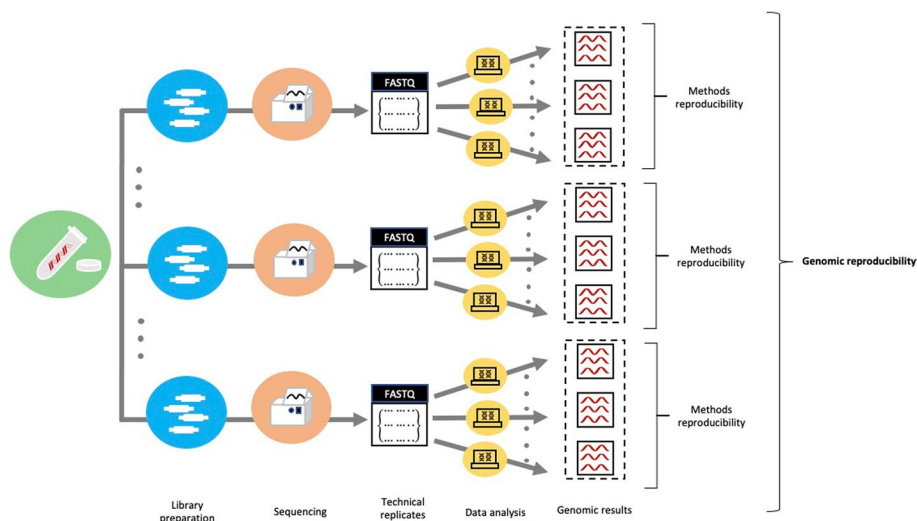 FASTQ
Methods
reproducibility
FASTQ
Methods
reproducibility
Genomic reproducibility
FASTQ
Methods
reproducibility
Library
preparation
Sequencing
Technical
replicates
Data analysis
Genomic results